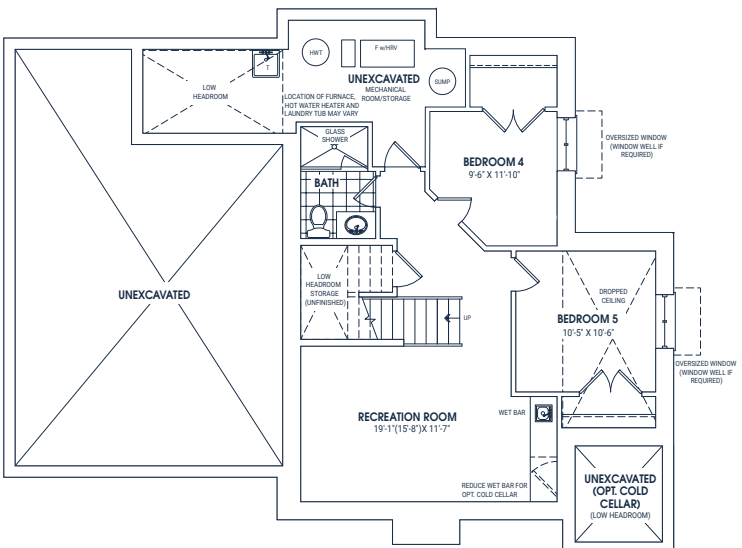 HWT
F w/HRV
UNEXCAVATED
MECHANICAL
ROOM/STORAGE
SUMP
T
LOW
HEADROOM
LOCATION OF FURNACE,
HOT WATER HEATER AND
LAUNDRY TUB MAY VARY
GLASS
SHOWER
OVERSIZED WINDOW
(WINDOW WELL IF
REQUIRED)
BEDROOM 4
9'-6" X 11'-10"
BATH
LOW
HEADROOM
STORAGE
(UNFINISHED)
UNEXCAVATED
DROPPED
CEILING
UP
BEDROOM 5
10'-5" X 10'-6"
OVERSIZED WINDOW
(WINDOW WELL IF
REQUIRED)
RECREATION ROOM
19'-1"(15'-8")X 11'-7"
WET BAR
REDUCE WET BAR FOR
OPT. COLD CELLAR
UNEXCAVATED
(OPT. COLD
CELLAR)
(LOW HEADROOM)